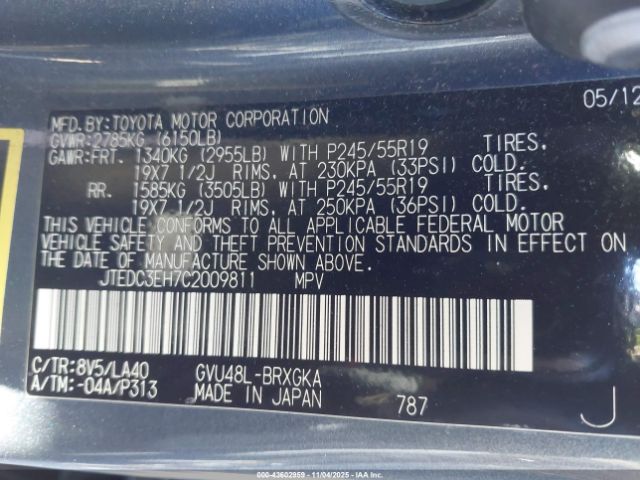 05/12
MFD.BY:TOYOTA MOTOR CORPORATION
GVWR:2785KG (6150LB)
GAWR:FRT. 1340KG (2955LB) WITH P245/55R19 TIRES.
19X7 1/2J RIMS, AT 230KPA (33PSI) COLD.
RR. 1585KG (3505LB) WITH P245/55R19 TIRES.
19X7 1/2J RIMS, AT 250KPA (36PSI) COLD.
THIS VEHICLE CONFORMS TO ALL APPLICABLE FEDERAL MOTOR
VEHICLE SAFETY AND THEFT PREVENTION STANDARDS IN EFFECT ON
THE DATE OF MANUFACTURE SHOWN ABOVE.
JTEDC3EH7C2009811 MPV
C/TR:8V5/LA40 GVU48L-BRXGKA
A/TM:-04A/P313 MADE IN JAPAN 787 J
000-43602959 - 11/04/2025 - IAA Inc.